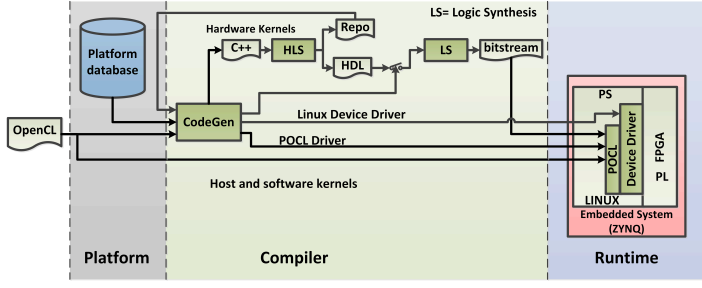 LS= Logic Synthesis
Hardware Kernels
Repo
Platform
database
C++
HLS
LS
bitstream
HDL
PS
OpenCL
CodeGen
Linux Device Driver
POCL Driver
POCL
Device Driver
FPGA
PL
Host and software kernels
LINUX
Embedded System
(ZYNQ)
Platform
Compiler
Runtime